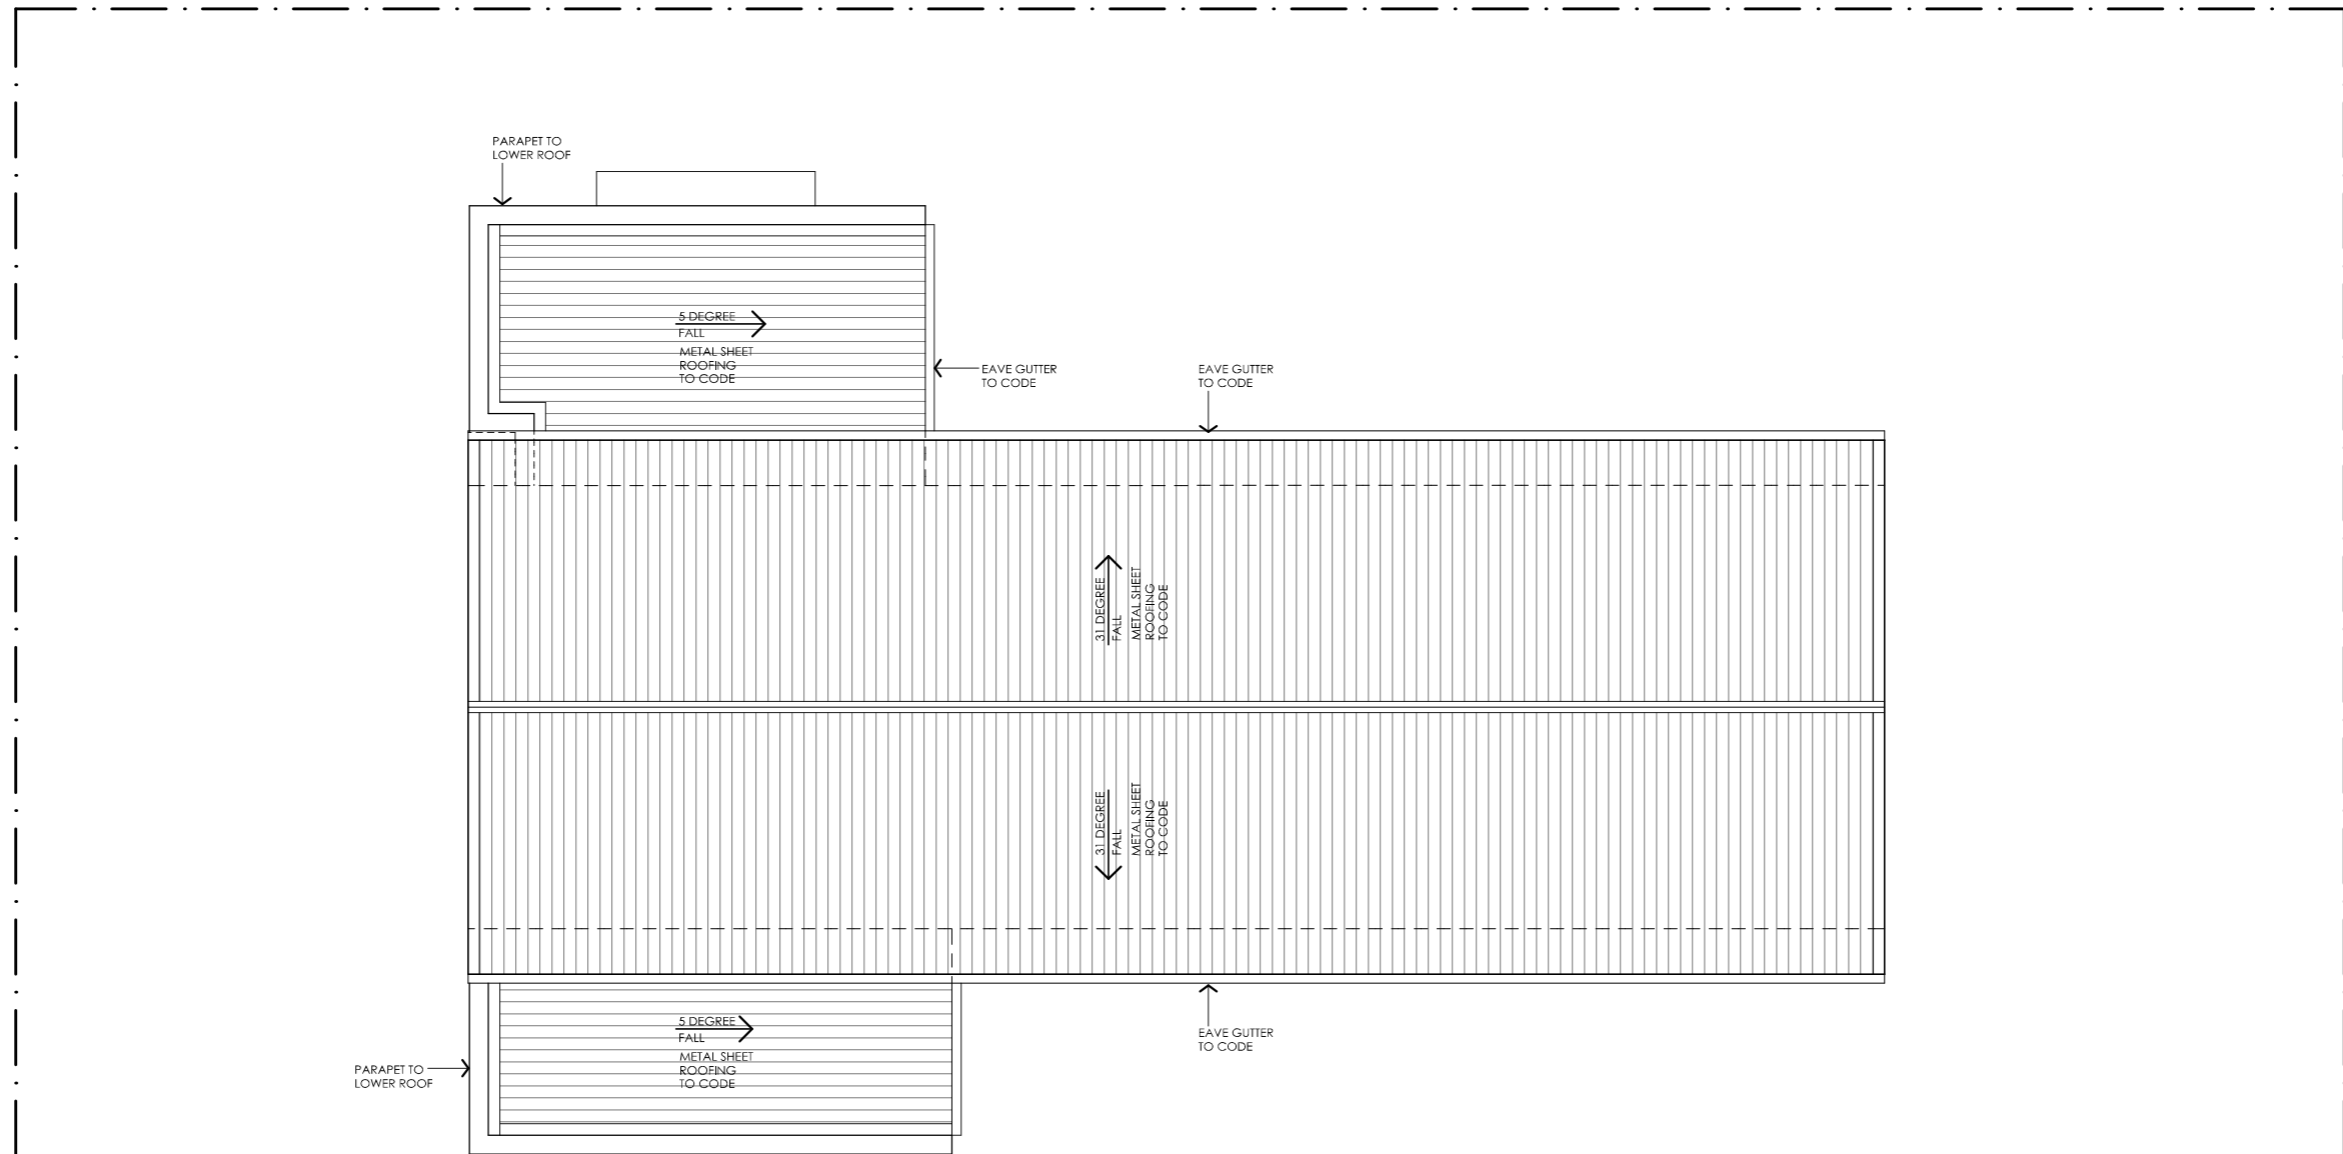 PARAPET TO
LOWER ROOF
5 DEGREE
FALL
METAL SHEET
ROOFING
TO CODE
EAVE GUTTER
TO CODE
EAVE GUTTER
TO CODE
31 DEGREE
FALL
METAL SHEET
ROOFING
TO CODE
31 DEGREE
FALL
METAL SHEET
ROOFING
TO CODE
5 DEGREE
FALL
METAL SHEET
ROOFING
TO CODE
EAVE GUTTER
TO CODE
PARAPET TO
LOWER ROOF